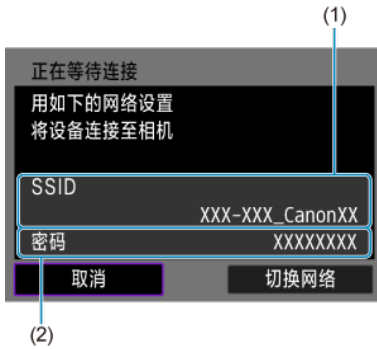 (1)
正在等待连接
用如下的网络设置
将设备连接至相机
SSID
XXX-XXX_CanonXX
密码 XXXXXXXX
取消 切换网络
(2)